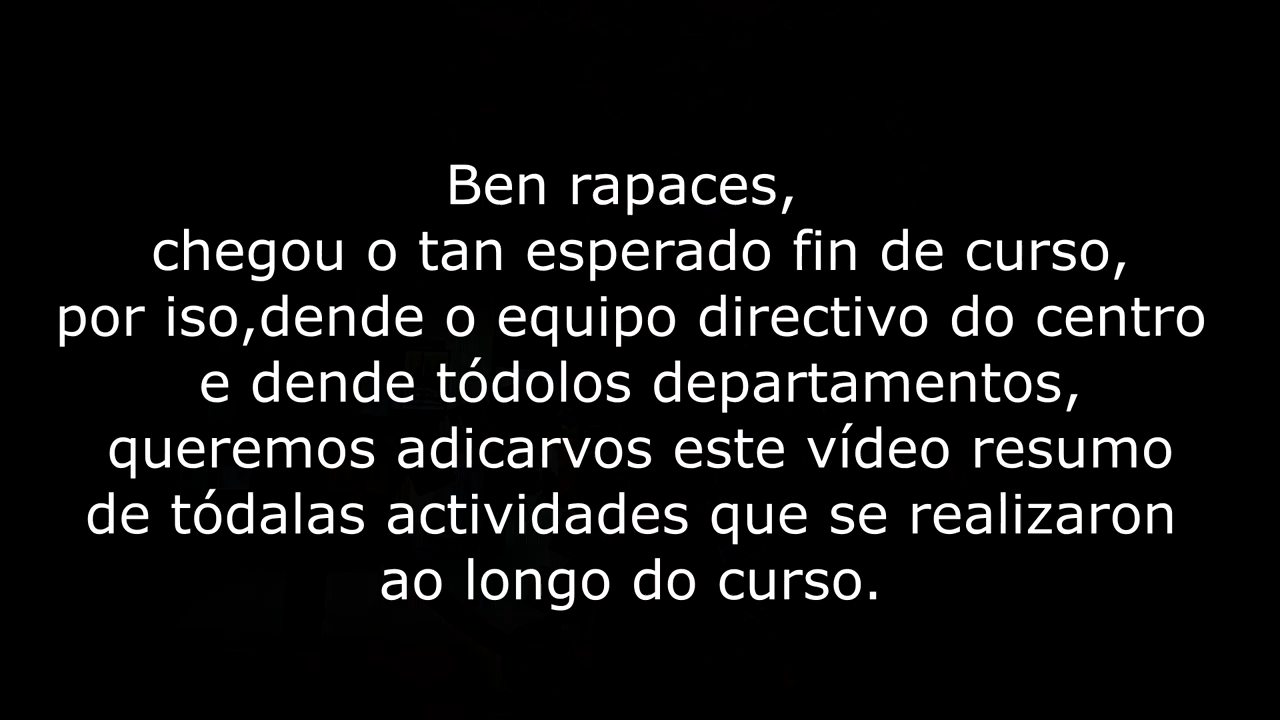 Ben rapaces,
chegou o tan esperado fin de curso,
por iso,dende o equipo directivo do centro
e dende tódolos departamentos,
queremos adicarvos este vídeo resumo
de tódalas actividades que se realizaron
ao longo do curso.